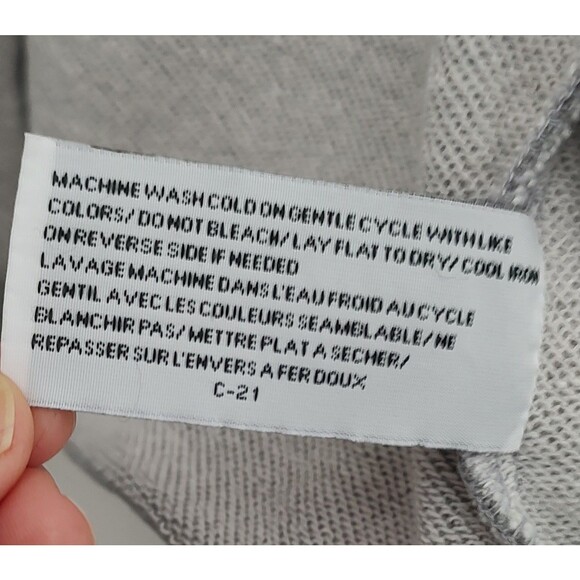 MACHINE WASH COLD ON GENTLE CYCLE WITH LIKE
COLORS/ DO NOT BLEACH/ LAY FLAT TO DRY/ COOL IRON
ON REVERSE SIDE IF NEEDED
LAVAGE MACHINE DANS L'EAU FROID AU CYCLE
GENTIL AVEC LES COULEURS SEAMBLABLE/ NE
BLANCHIR PAS/ METTRE PLAT A SECHER/
REPASSER SUR L'ENVERS A FER DOUX
C-21